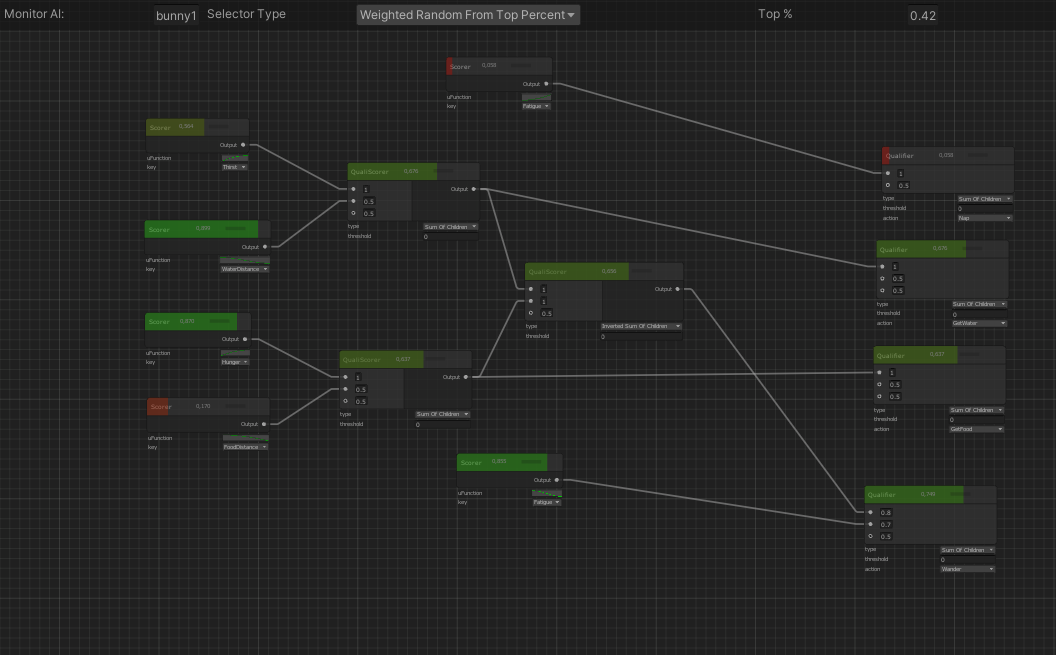 Monitor AI: bunny1 Selector Type Weighted Random From Top Percent Top % 0.42
Scorer 0,058
Output
uFunction
key Fatigue
Scorer 0,564
Output
uFunction
key Thirst
Scorer
Output
uFunction
key WaterDistance
QualiScorer 0,676
1 Output
0.5
0.5
type Sum Of Children
threshold 0
Scorer 0,870
Output
uFunction
key Hunger
Scorer 0,170
Output
uFunction
key FoodDistance
QualiScorer 0,637
1 Output
0.5
0.5
type Sum Of Children
threshold 0
QualiScorer 0,656
1 Output
1
0.5
type Inverted Sum Of Children
threshold 0
Scorer
Output
uFunction
key Fatigue
Qualifier 0,058
1
0.5
type Sum Of Children
threshold 0
action Nap
Qualifier 0,676
1
0.5
0.5
type Sum Of Children
threshold 0
action GetWater
Qualifier 0,637
1
0.5
0.5
type Sum Of Children
threshold 0
action GetFood
Qualifier 0,749
0.8
0.7
0.5
type Sum Of Children
threshold 0
action Wander